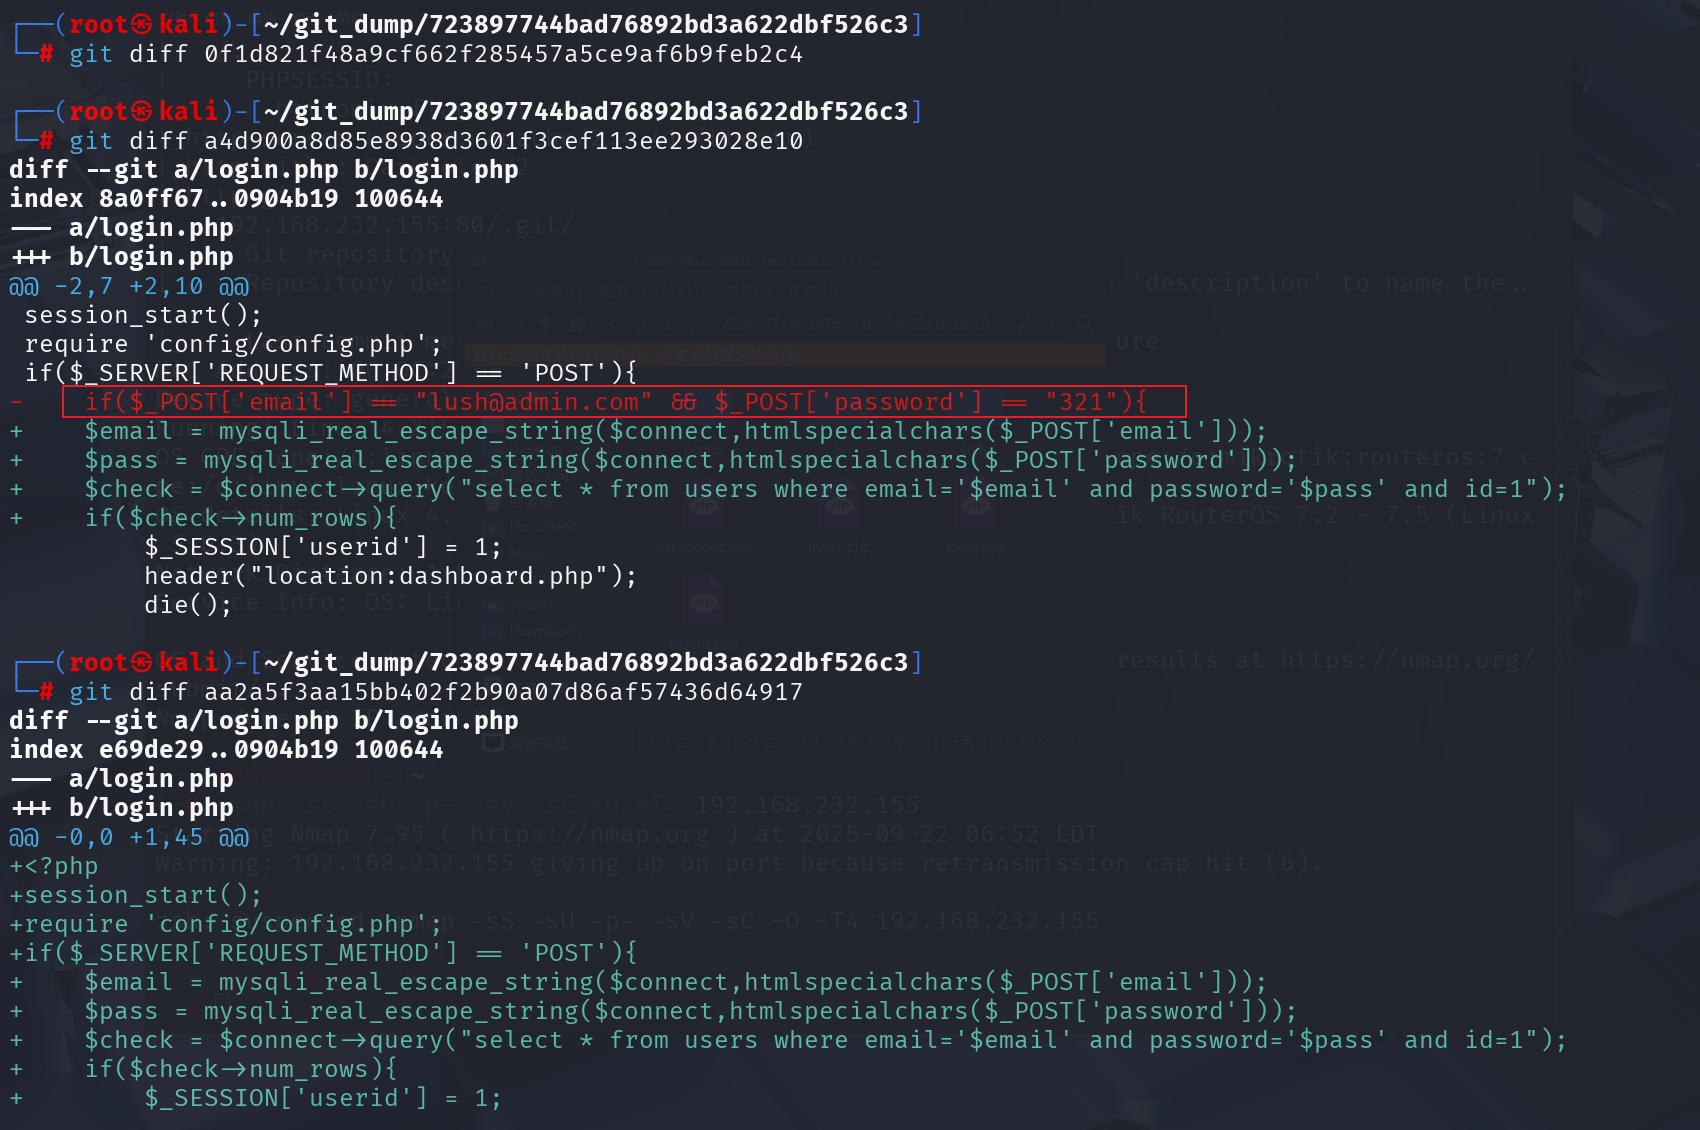 ┌──(root㉿kali)-[~/git_dump/723897744bad76892bd3a622dbf526c3]
└─# git diff 0f1d821f48a9cf662f285457a5ce9af6b9feb2c4
┌──(root㉿kali)-[~/git_dump/723897744bad76892bd3a622dbf526c3]
└─# git diff a4d900a8d85e8938d3601f3cef113ee293028e10
diff --git a/login.php b/login.php
index 8a0ff67..0904b19 100644
--- a/login.php
+++ b/login.php
@@ -2,7 +2,10 @@
 session_start();
 require 'config/config.php';
 if($_SERVER['REQUEST_METHOD'] == 'POST'){
-    if($_POST['email'] == "lush@admin.com" && $_POST['password'] == "321"){
+    $email = mysqli_real_escape_string($connect,htmlspecialchars($_POST['email']));
+    $pass = mysqli_real_escape_string($connect,htmlspecialchars($_POST['password']));
+    $check = $connect->query("select * from users where email='$email' and password='$pass' and id=1");
+    if($check->num_rows){
         $_SESSION['userid'] = 1;
         header("location:dashboard.php");
         die();
┌──(root㉿kali)-[~/git_dump/723897744bad76892bd3a622dbf526c3]
└─# git diff aa2a5f3aa15bb402f2b90a07d86af57436d64917
diff --git a/login.php b/login.php
index e69de29..0904b19 100644
--- a/login.php
+++ b/login.php
@@ -0,0 +1,45 @@
+<?php
+session_start();
+require 'config/config.php';
+if($_SERVER['REQUEST_METHOD'] == 'POST'){
+    $email = mysqli_real_escape_string($connect,htmlspecialchars($_POST['email']));
+    $pass = mysqli_real_escape_string($connect,htmlspecialchars($_POST['password']));
+    $check = $connect->query("select * from users where email='$email' and password='$pass' and id=1");
+    if($check->num_rows){
+        $_SESSION['userid'] = 1;